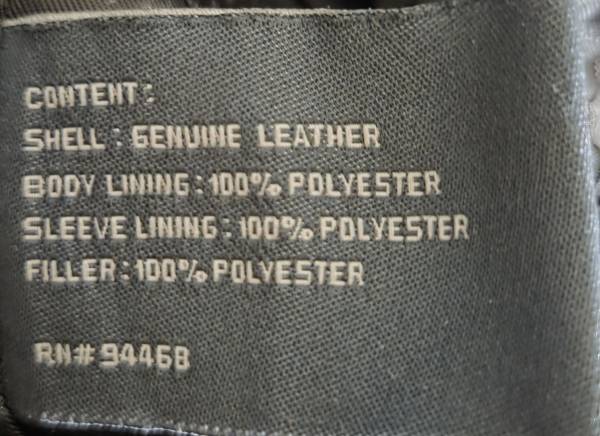 CONTENT:
SHELL: GENUINE LEATHER
BODY LINING: 100% POLYESTER
SLEEVE LINING: 100% POLYESTER
FILLER: 100% POLYESTER
RN# 94468